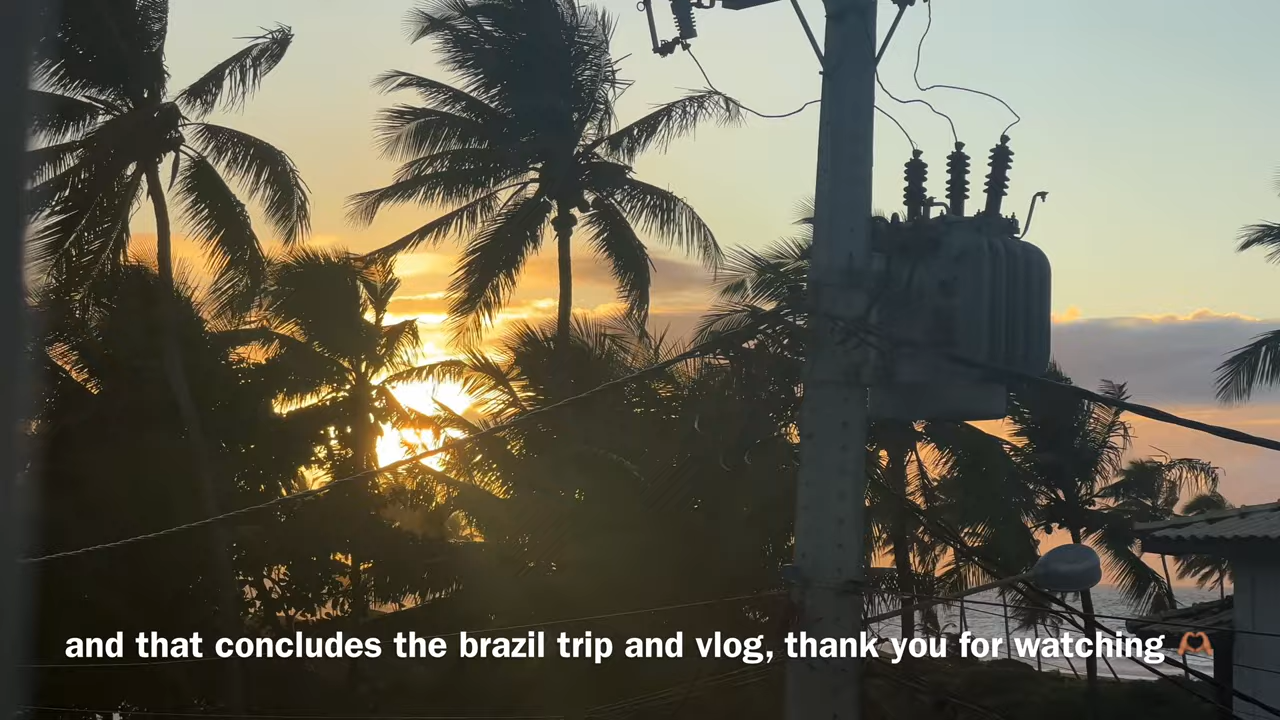 and that concludes the brazil trip and vlog, thank you for watching 🫶🏾